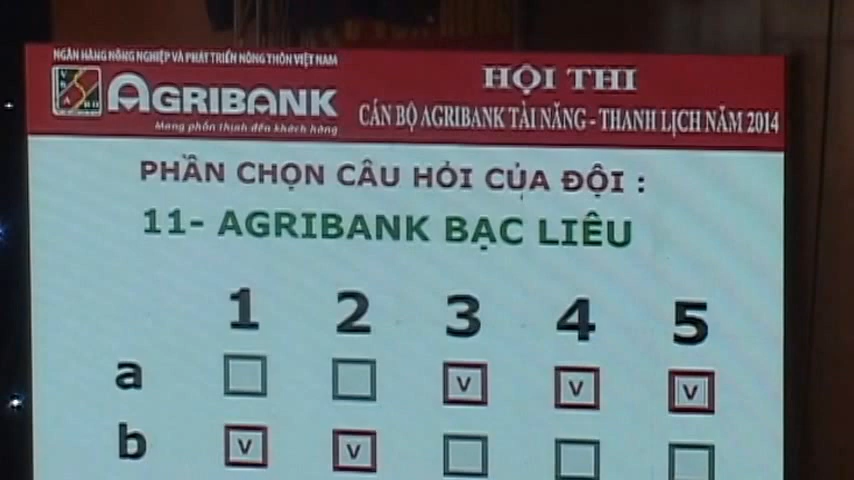 NGÂN HÀNG NÔNG NGHIỆP VÀ PHÁT TRIỂN NÔNG THÔN VIỆT NAM
AGRIBANK
Mang phồn thịnh đến khách hàng
HỘI THI
CÁN BỘ AGRIBANK TÀI NĂNG - THANH LỊCH NĂM 2014
PHẦN CHỌN CÂU HỎI CỦA ĐỘI :
11- AGRIBANK BẠC LIÊU
1 2 3 4 5
a v v v
b v v